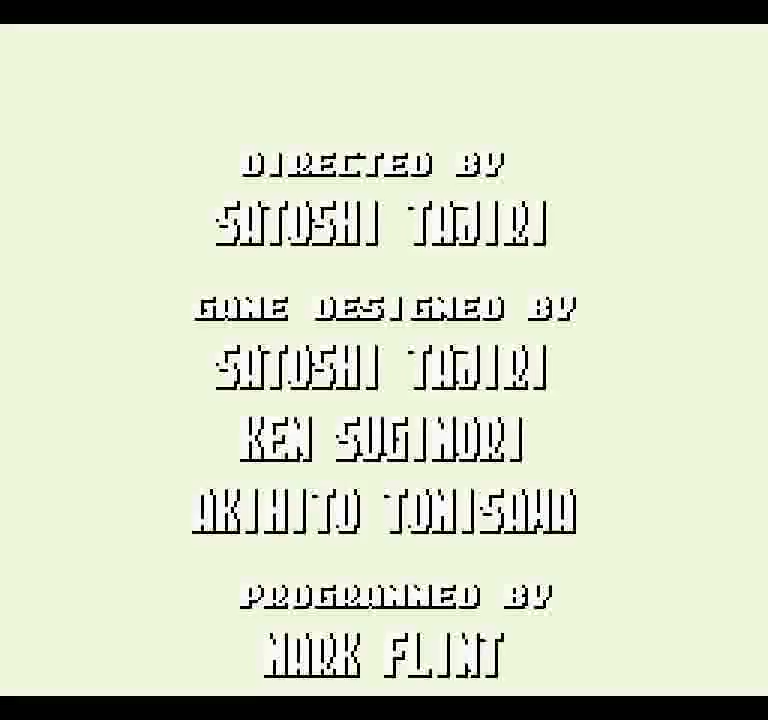 DIRECTED BY
SATOSHI TAJIRI
GAME DESIGNED BY
SATOSHI TAJIRI
KEN SUGIMORI
AKIHITO TOMISAWA
PROGRAMMED BY
MARK FLINT